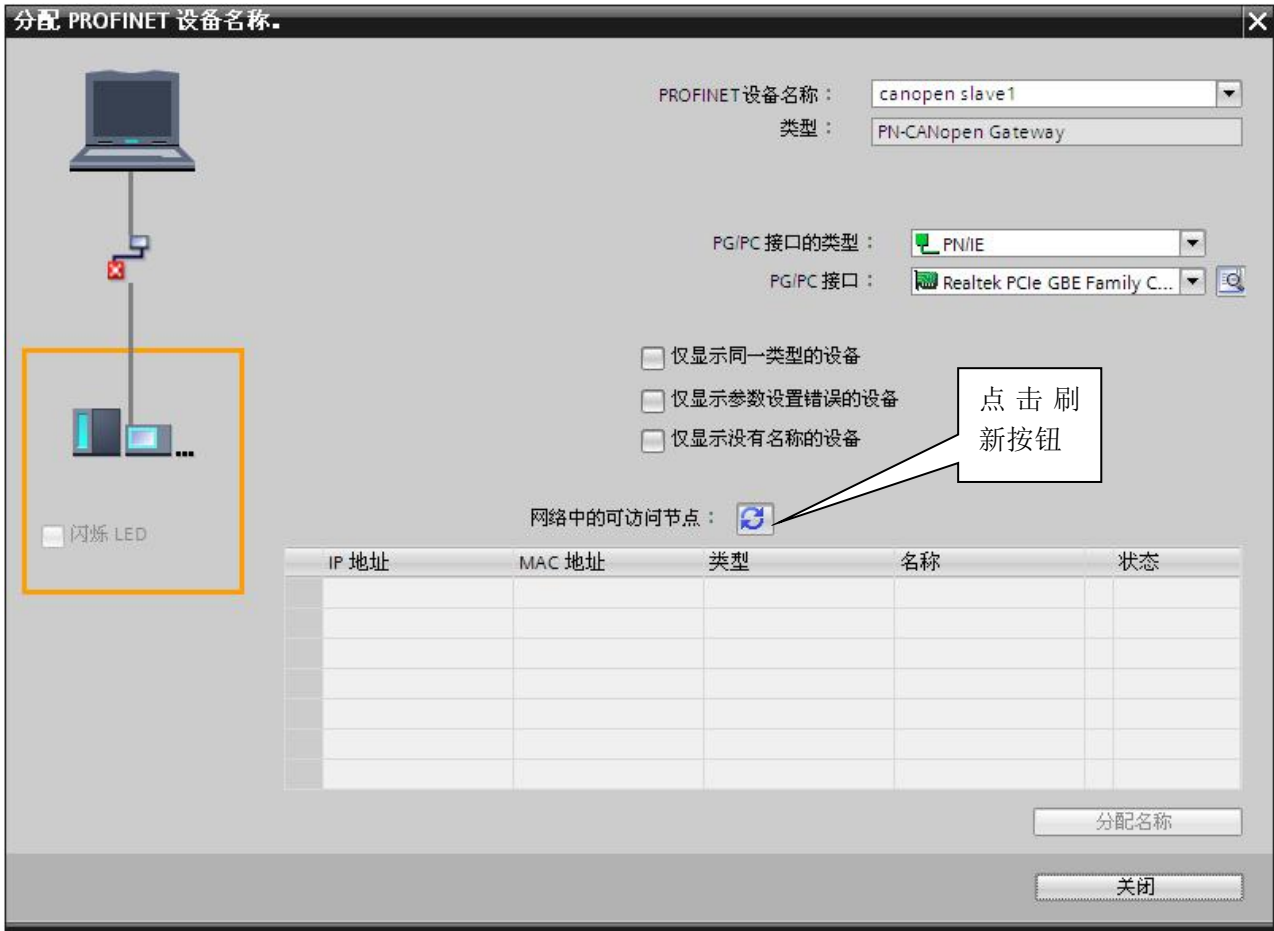 分配 PROFINET 设备名称.
PROFINET设备名称：
canopen slave1
类型：
PN-CANopen Gateway
PG/PC 接口的类型：
PN/IE
PG/PC 接口：
Realtek PCIe GBE Family C...
仅显示同一类型的设备
仅显示参数设置错误的设备
仅显示没有名称的设备
点击刷
新按钮
闪烁 LED
网络中的可访问节点：
IP 地址 MAC 地址 类型 名称 状态
分配名称
关闭